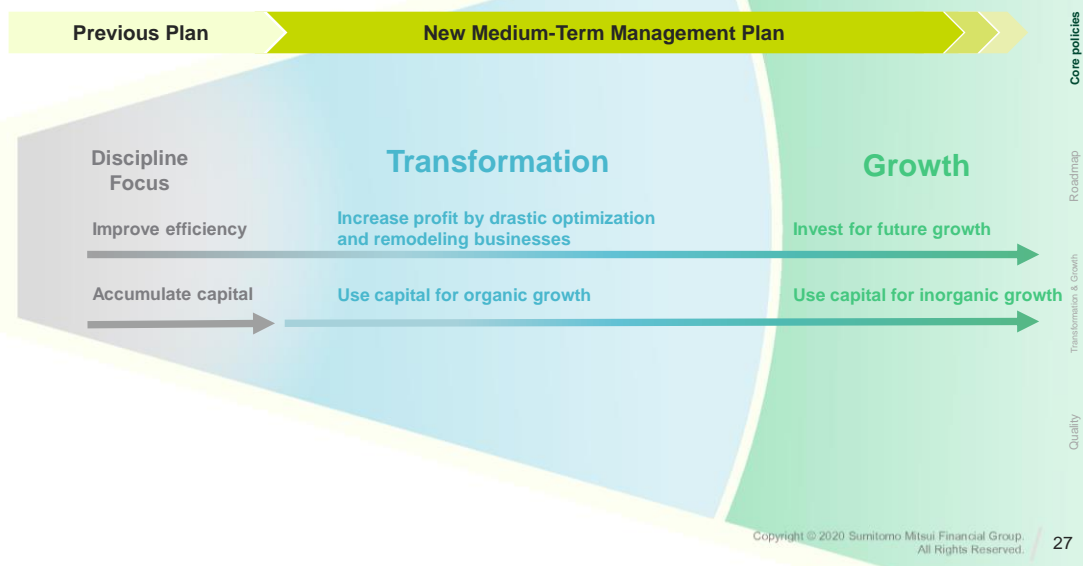 Previous Plan
New Medium-Term Management Plan
Discipline
Focus
Transformation
Growth
Improve efficiency
Increase profit by drastic optimization
and remodeling businesses
Invest for future growth
Accumulate capital
Use capital for organic growth
Use capital for inorganic growth
Core policies
Roadmap
Transformation & Growth
Quality
Copyright © 2020 Sumitomo Mitsui Financial Group.
All Rights Reserved.
27